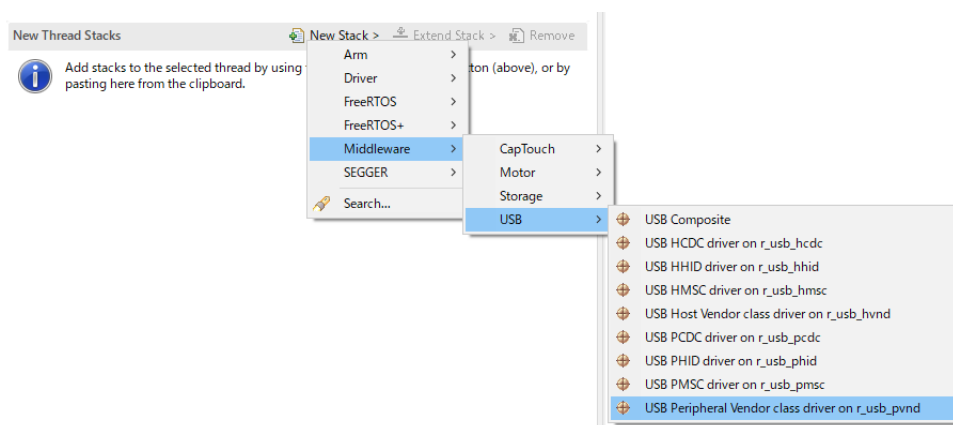 New Thread Stacks
New Stack >
Extend Stack >
Remove
Add stacks to the selected thread by using
tton (above), or by
pasting here from the clipboard.
Arm
Driver
FreeRTOS
FreeRTOS+
Middleware
SEGGER
Search...
CapTouch
Motor
Storage
USB
USB Composite
USB HCDC driver on r_usb_hcdc
USB HHID driver on r_usb_hhid
USB HMSC driver on r_usb_hmsc
USB Host Vendor class driver on r_usb_hvnd
USB PCDC driver on r_usb_pcdc
USB PHID driver on r_usb_phid
USB PMSC driver on r_usb_pmsc
USB Peripheral Vendor class driver on r_usb_pvnd